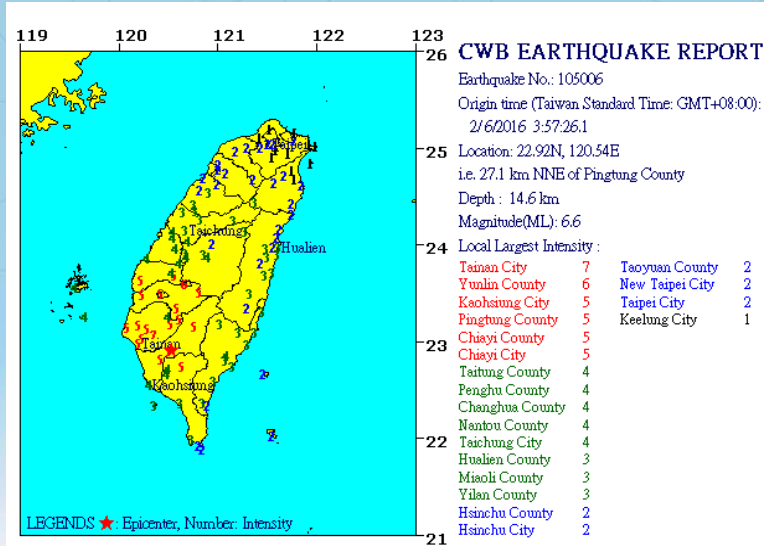 119 120 121 122 123
26
25
24
23
22
21
Taipei
Taichung
Hualien
Tainan
Kaohsiung
LEGENDS ★: Epicenter, Number: Intensity
CWB EARTHQUAKE REPORT
Earthquake No.: 105006
Origin time (Taiwan Standard Time: GMT+08:00):
2/6/2016 3:57:26.1
Location: 22.92N, 120.54E
i.e. 27.1 km NNE of Pingtung County
Depth : 14.6 km
Magnitude(ML): 6.6
Local Largest Intensity :
Tainan City 7
Yunlin County 6
Kaohsiung City 5
Pingtung County 5
Chiayi County 5
Chiayi City 5
Taitung County 4
Penghu County 4
Changhua County 4
Nantou County 4
Taichung City 4
Hualien County 3
Miaoli County 3
Yilan County 3
Hsinchu County 2
Hsinchu City 2
Taoyuan County 2
New Taipei City 2
Taipei City 2
Keelung City 1